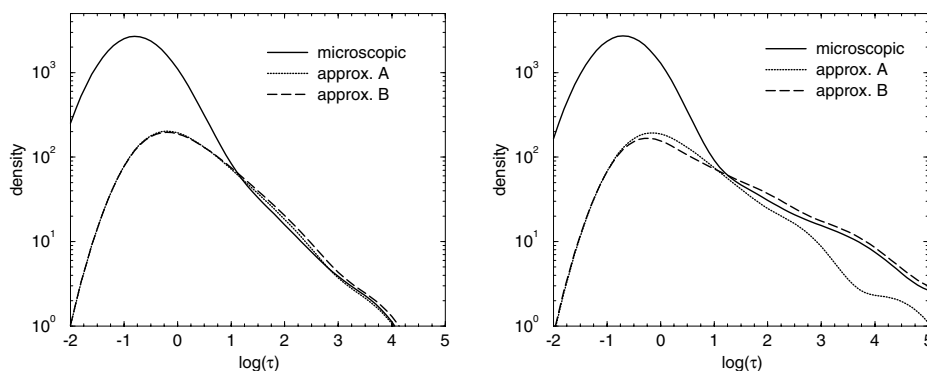 density
10³
10²
10¹
10⁰
microscopic
approx. A
approx. B
-2 -1 0 1 2 3 4 5
log(τ)
density
10³
10²
10¹
10⁰
microscopic
approx. A
approx. B
-2 -1 0 1 2 3 4 5
log(τ)